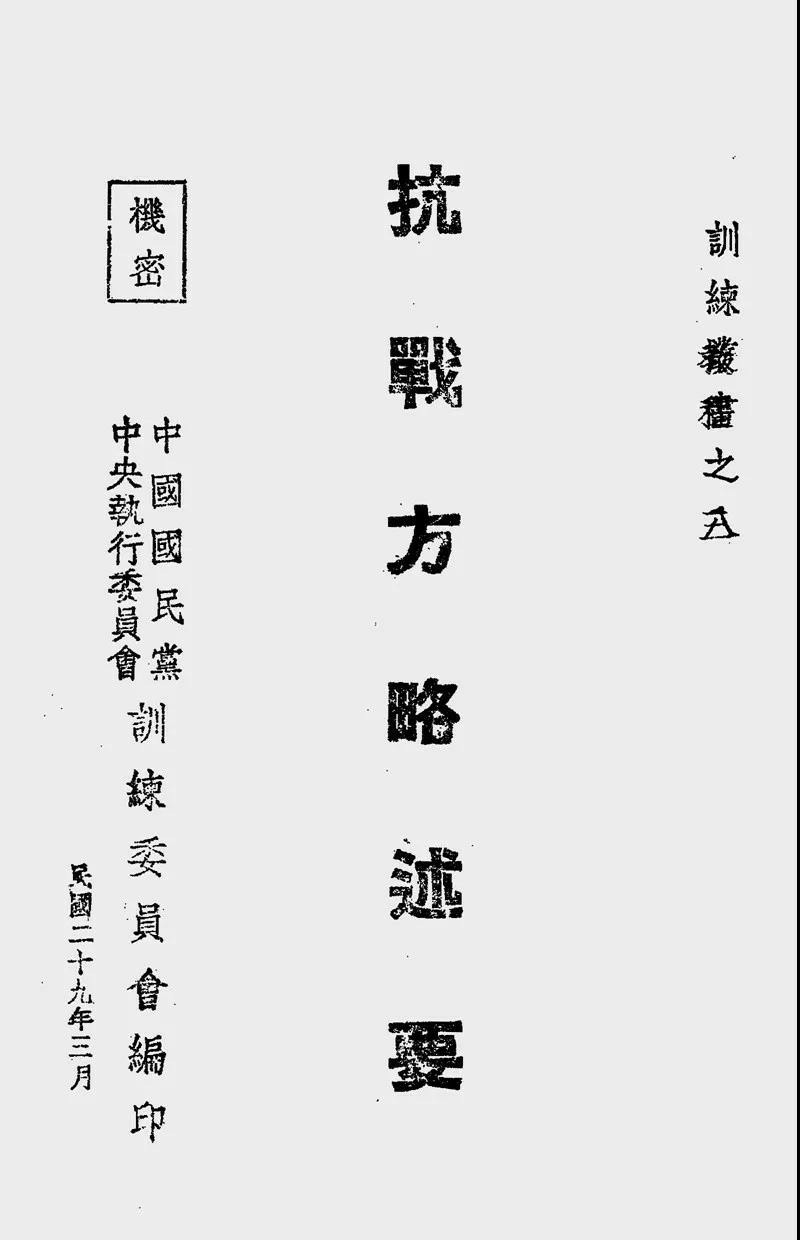 訓練叢書之八
抗戰方略述要
機密
中國國民黨
中央執行委員會
訓練委員會編印
民國二十九年三月